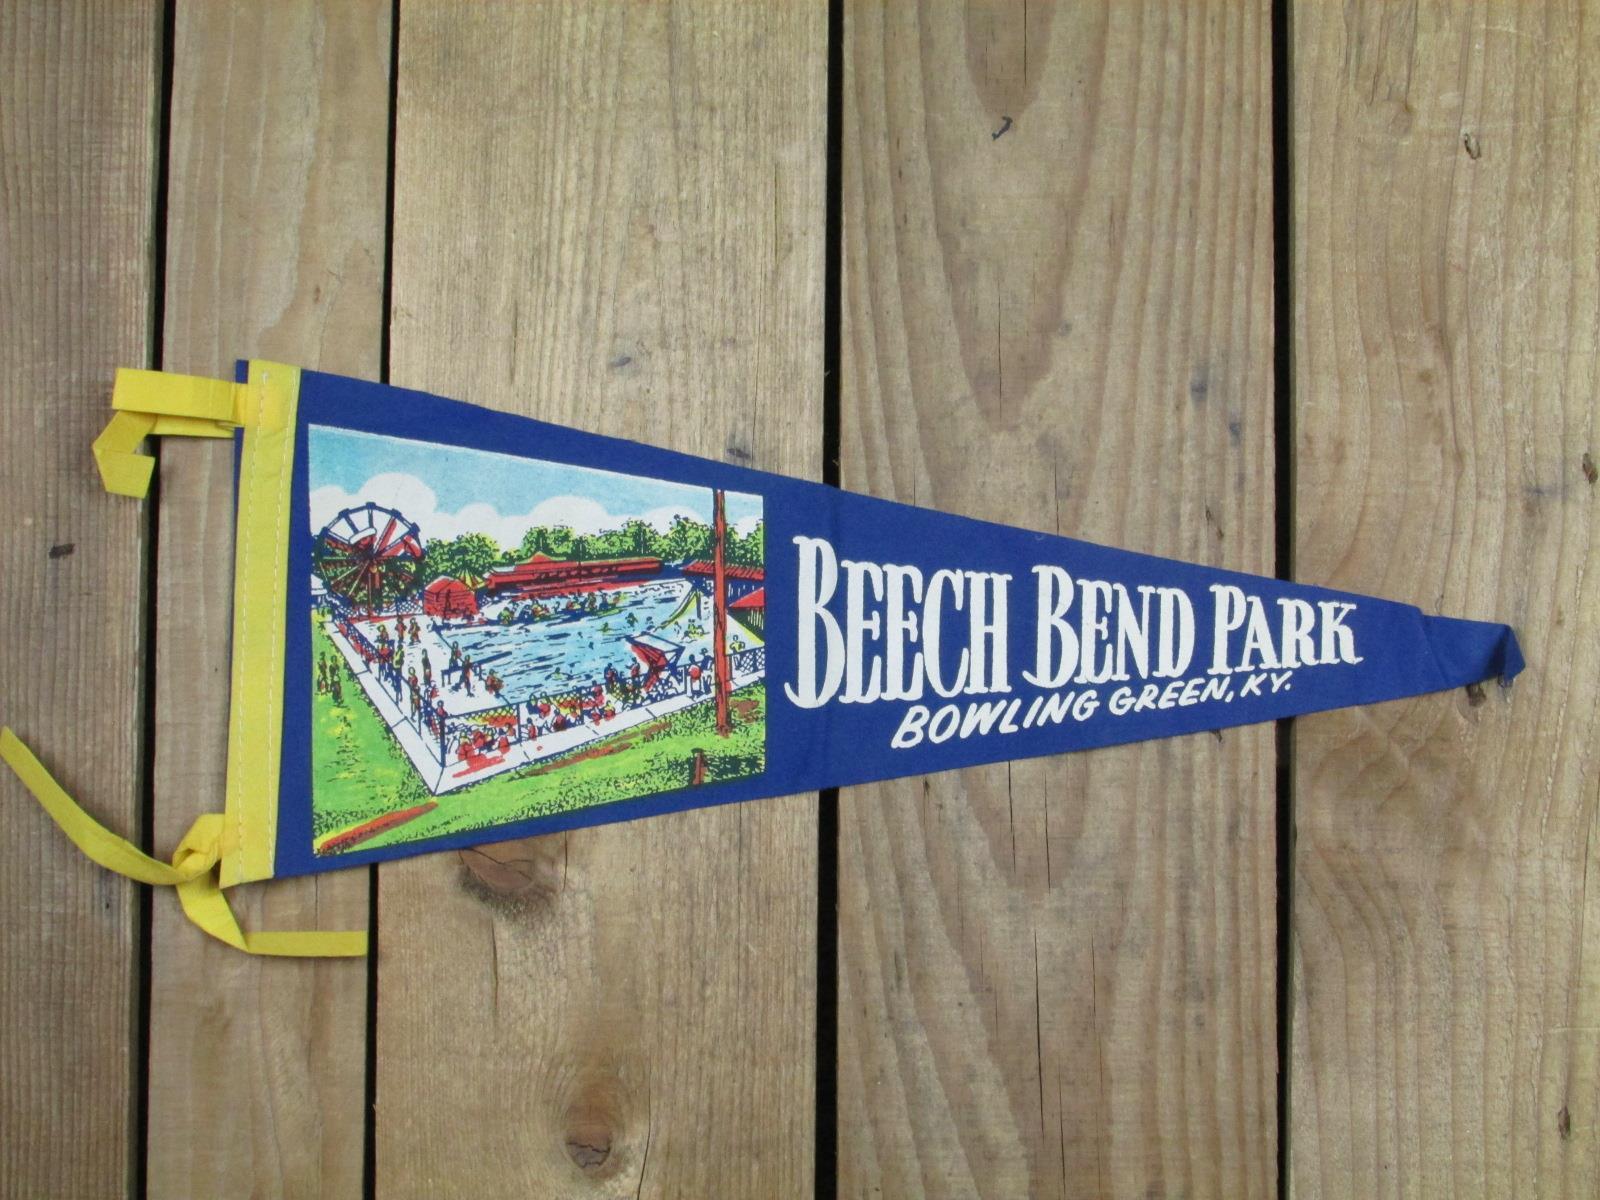 BEECH BEND PARK
BOWLING GREEN, KY.